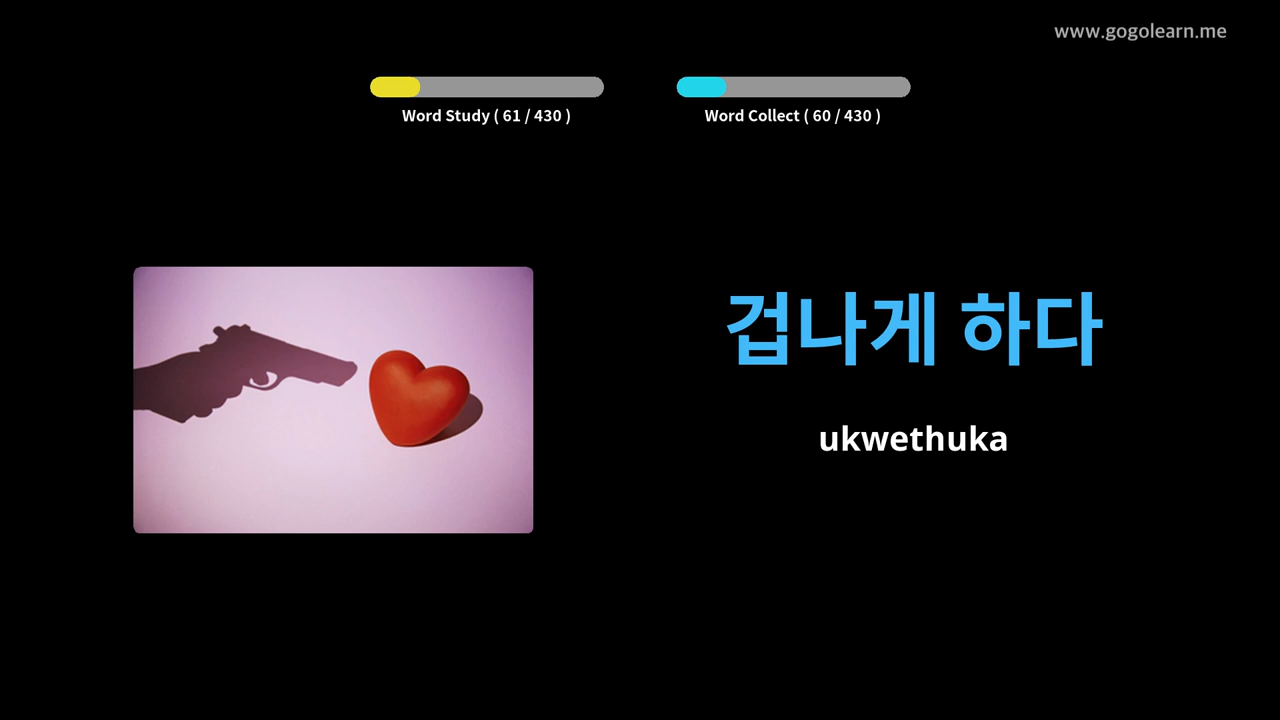 www.gogolearn.me
Word Study ( 61 / 430 )
Word Collect ( 60 / 430 )
겁나게 하다
ukwethuka